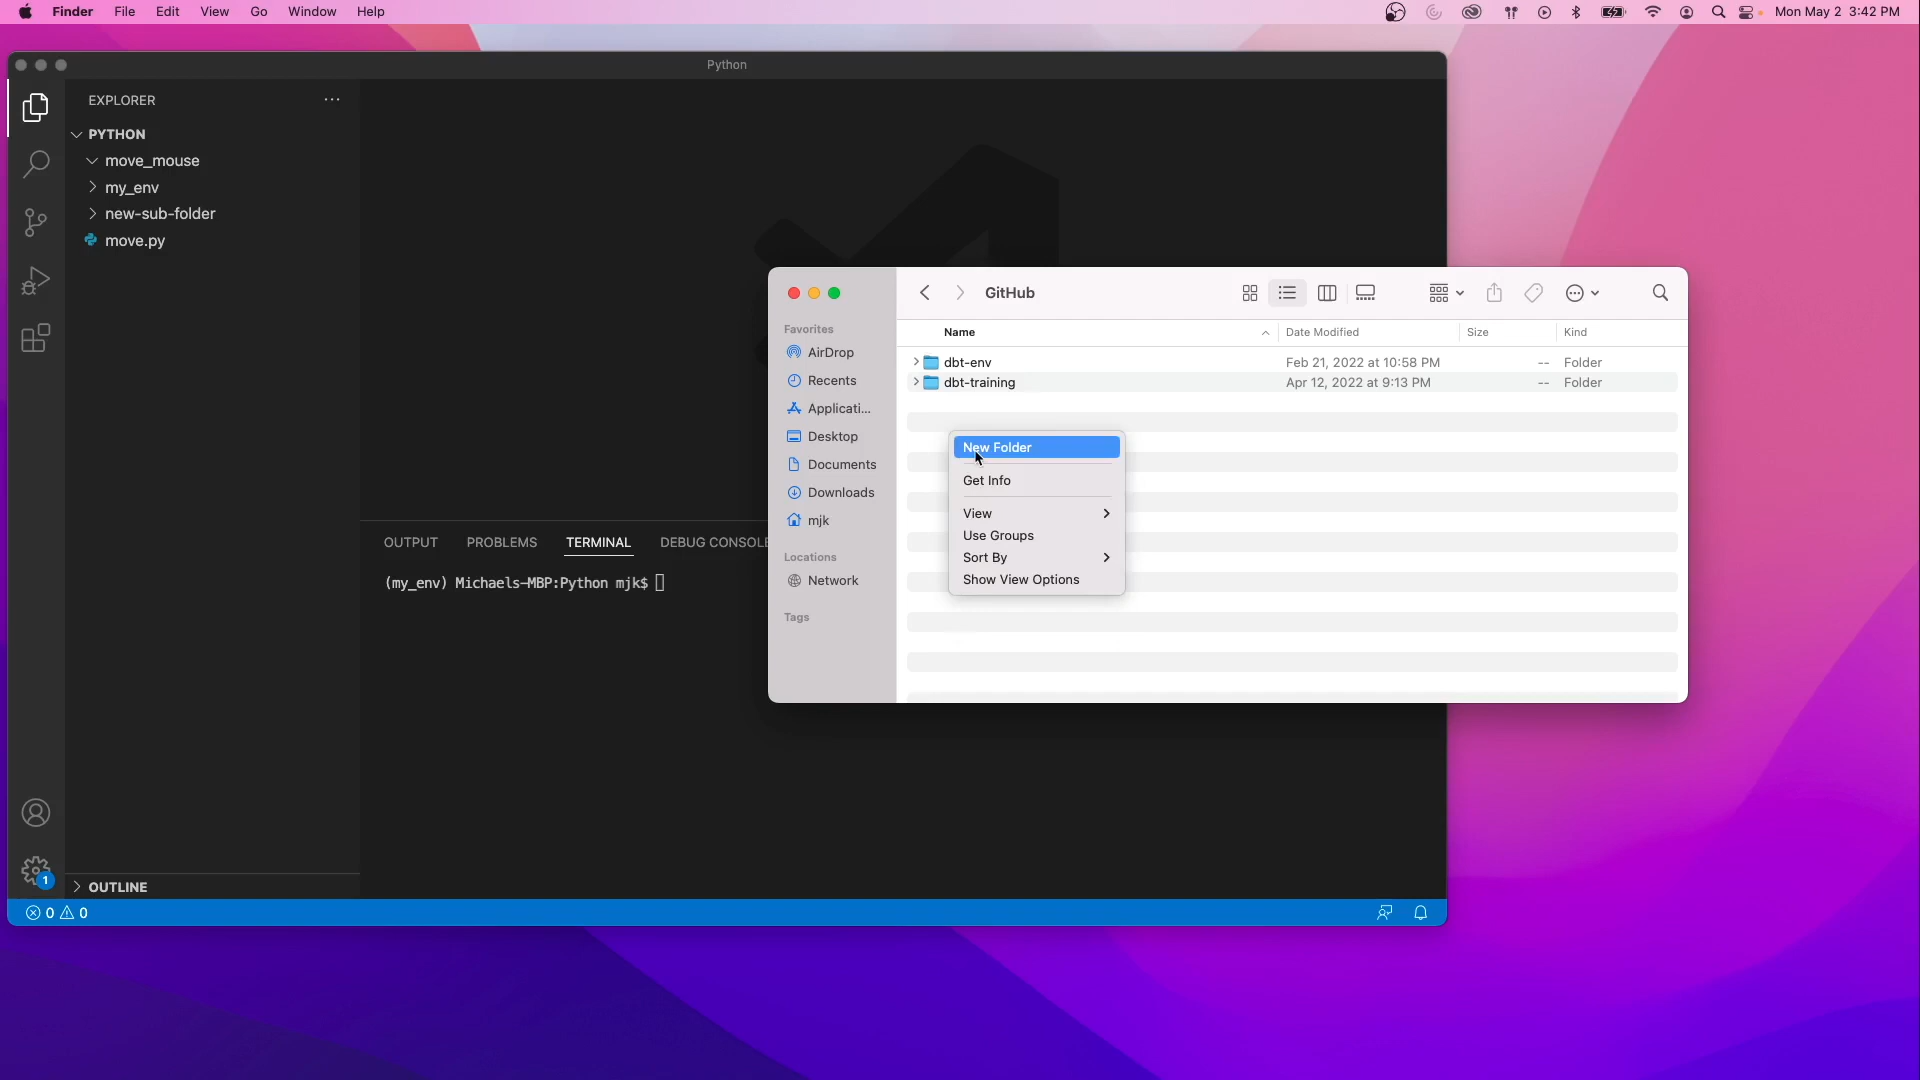 Finder File Edit View Go Window Help
Mon May 2 3:42 PM
Python
EXPLORER
PYTHON
move_mouse
my_env
new-sub-folder
move.py
OUTPUT PROBLEMS TERMINAL DEBUG CONSOLE
(my_env) Michaels-MBP:Python mjk$
1
OUTLINE
0 0
GitHub
Favorites
AirDrop
Recents
Applicati...
Desktop
Documents
Downloads
mjk
Locations
Network
Tags
Name Date Modified Size Kind
dbt-env Feb 21, 2022 at 10:58 PM -- Folder
dbt-training Apr 12, 2022 at 9:13 PM -- Folder
New Folder
Get Info
View
Use Groups
Sort By
Show View Options